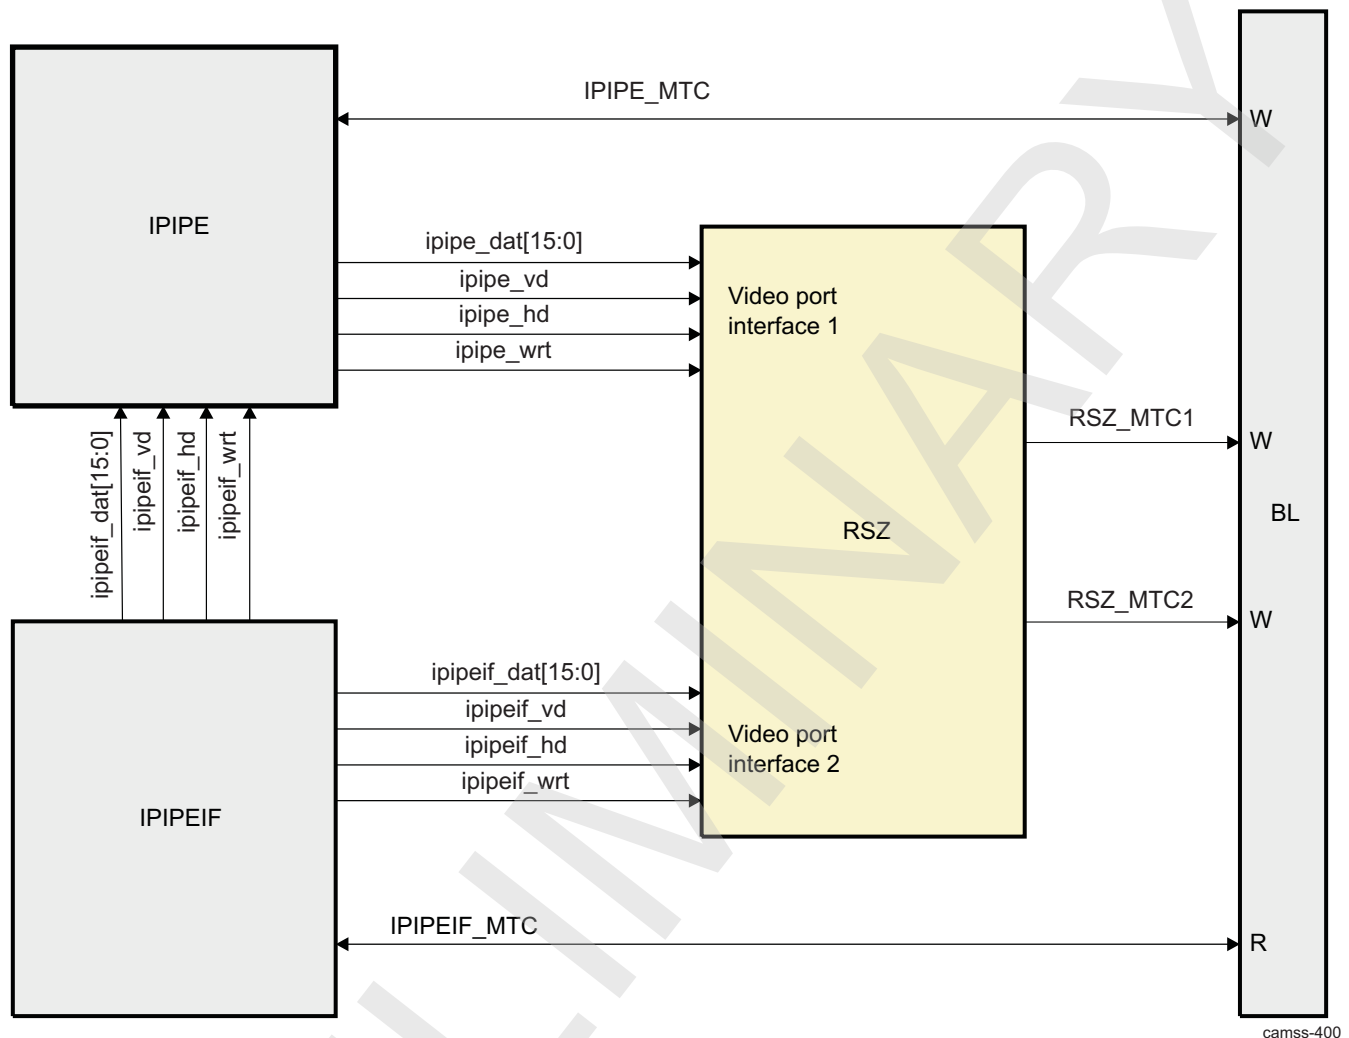 IPIPE_MTC
W
IPIPE
ipipe_dat[15:0]
ipipe_vd
ipipe_hd
ipipe_wrt
Video port
interface 1
ipipeif_dat[15:0]
ipipeif_vd
ipipeif_hd
ipipeif_wrt
RSZ_MTC1
W
BL
RSZ
RSZ_MTC2
W
ipipeif_dat[15:0]
ipipeif_vd
ipipeif_hd
ipipeif_wrt
Video port
interface 2
IPIPEIF
IPIPEIF_MTC
R
camss-400
LIMINARY